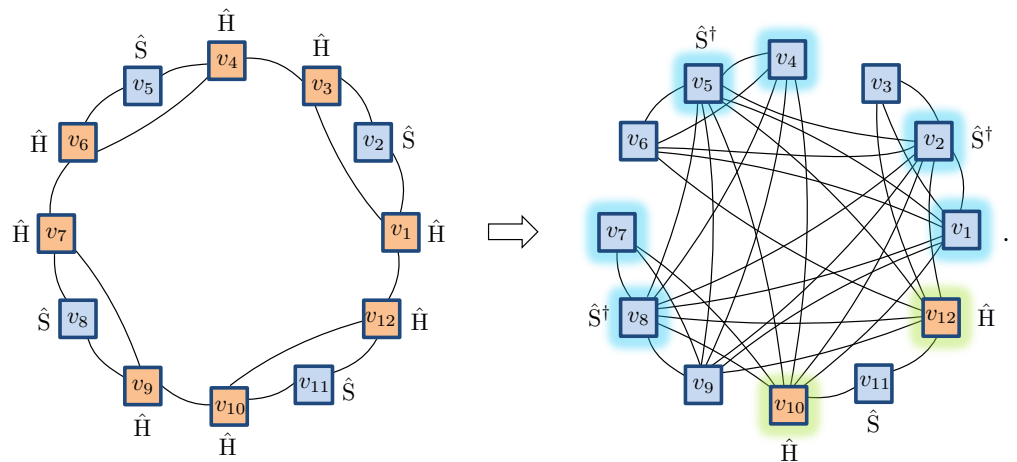 Ĥ
Ŝ v₄ Ĥ
v₅ v₃
Ĥ v₆ v₂ Ŝ
Ĥ v₇ v₁ Ĥ
Ŝ v₈ v₁₂ Ĥ
v₉ v₁₁ Ŝ
Ĥ v₁₀
Ĥ
Ŝ† v₄
v₅ v₃
v₆ v₂ Ŝ†
v₇ v₁ .
Ŝ† v₈ v₁₂ Ĥ
v₉ v₁₁
v₁₀ Ŝ
Ĥ